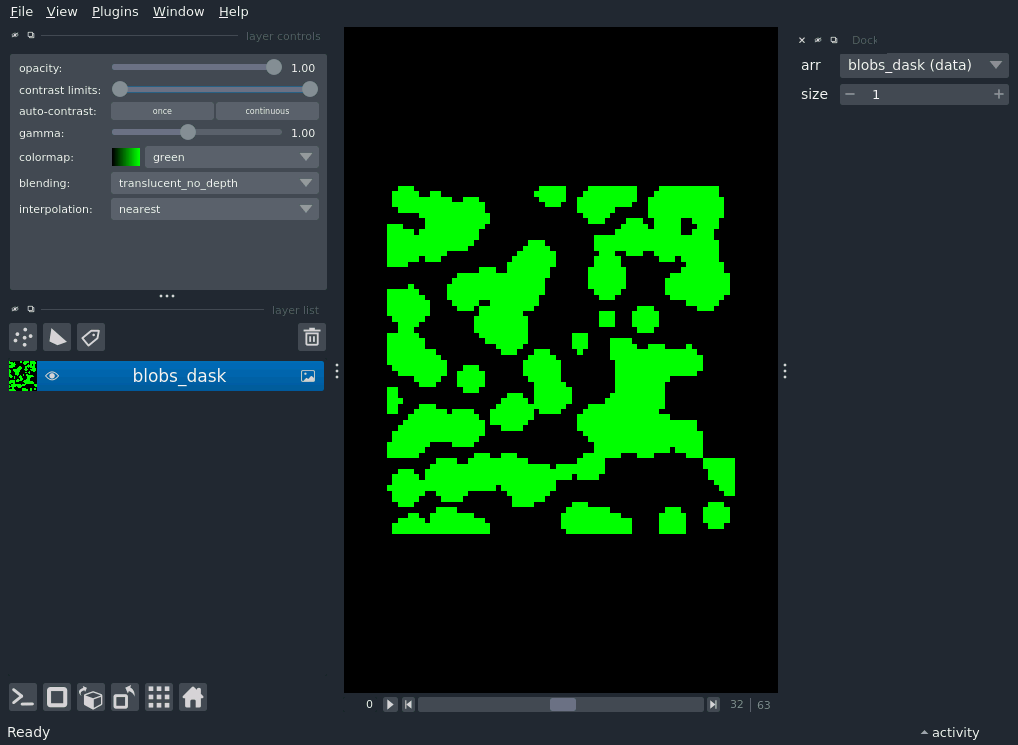 File View Plugins Window Help
layer controls
Dock
opacity: 1.00
contrast limits:
auto-contrast: once continuous
gamma: 1.00
colormap: green
blending: translucent_no_depth
interpolation: nearest
arr blobs_dask (data)
size 1
layer list
blobs_dask
0 32 63
Ready
activity